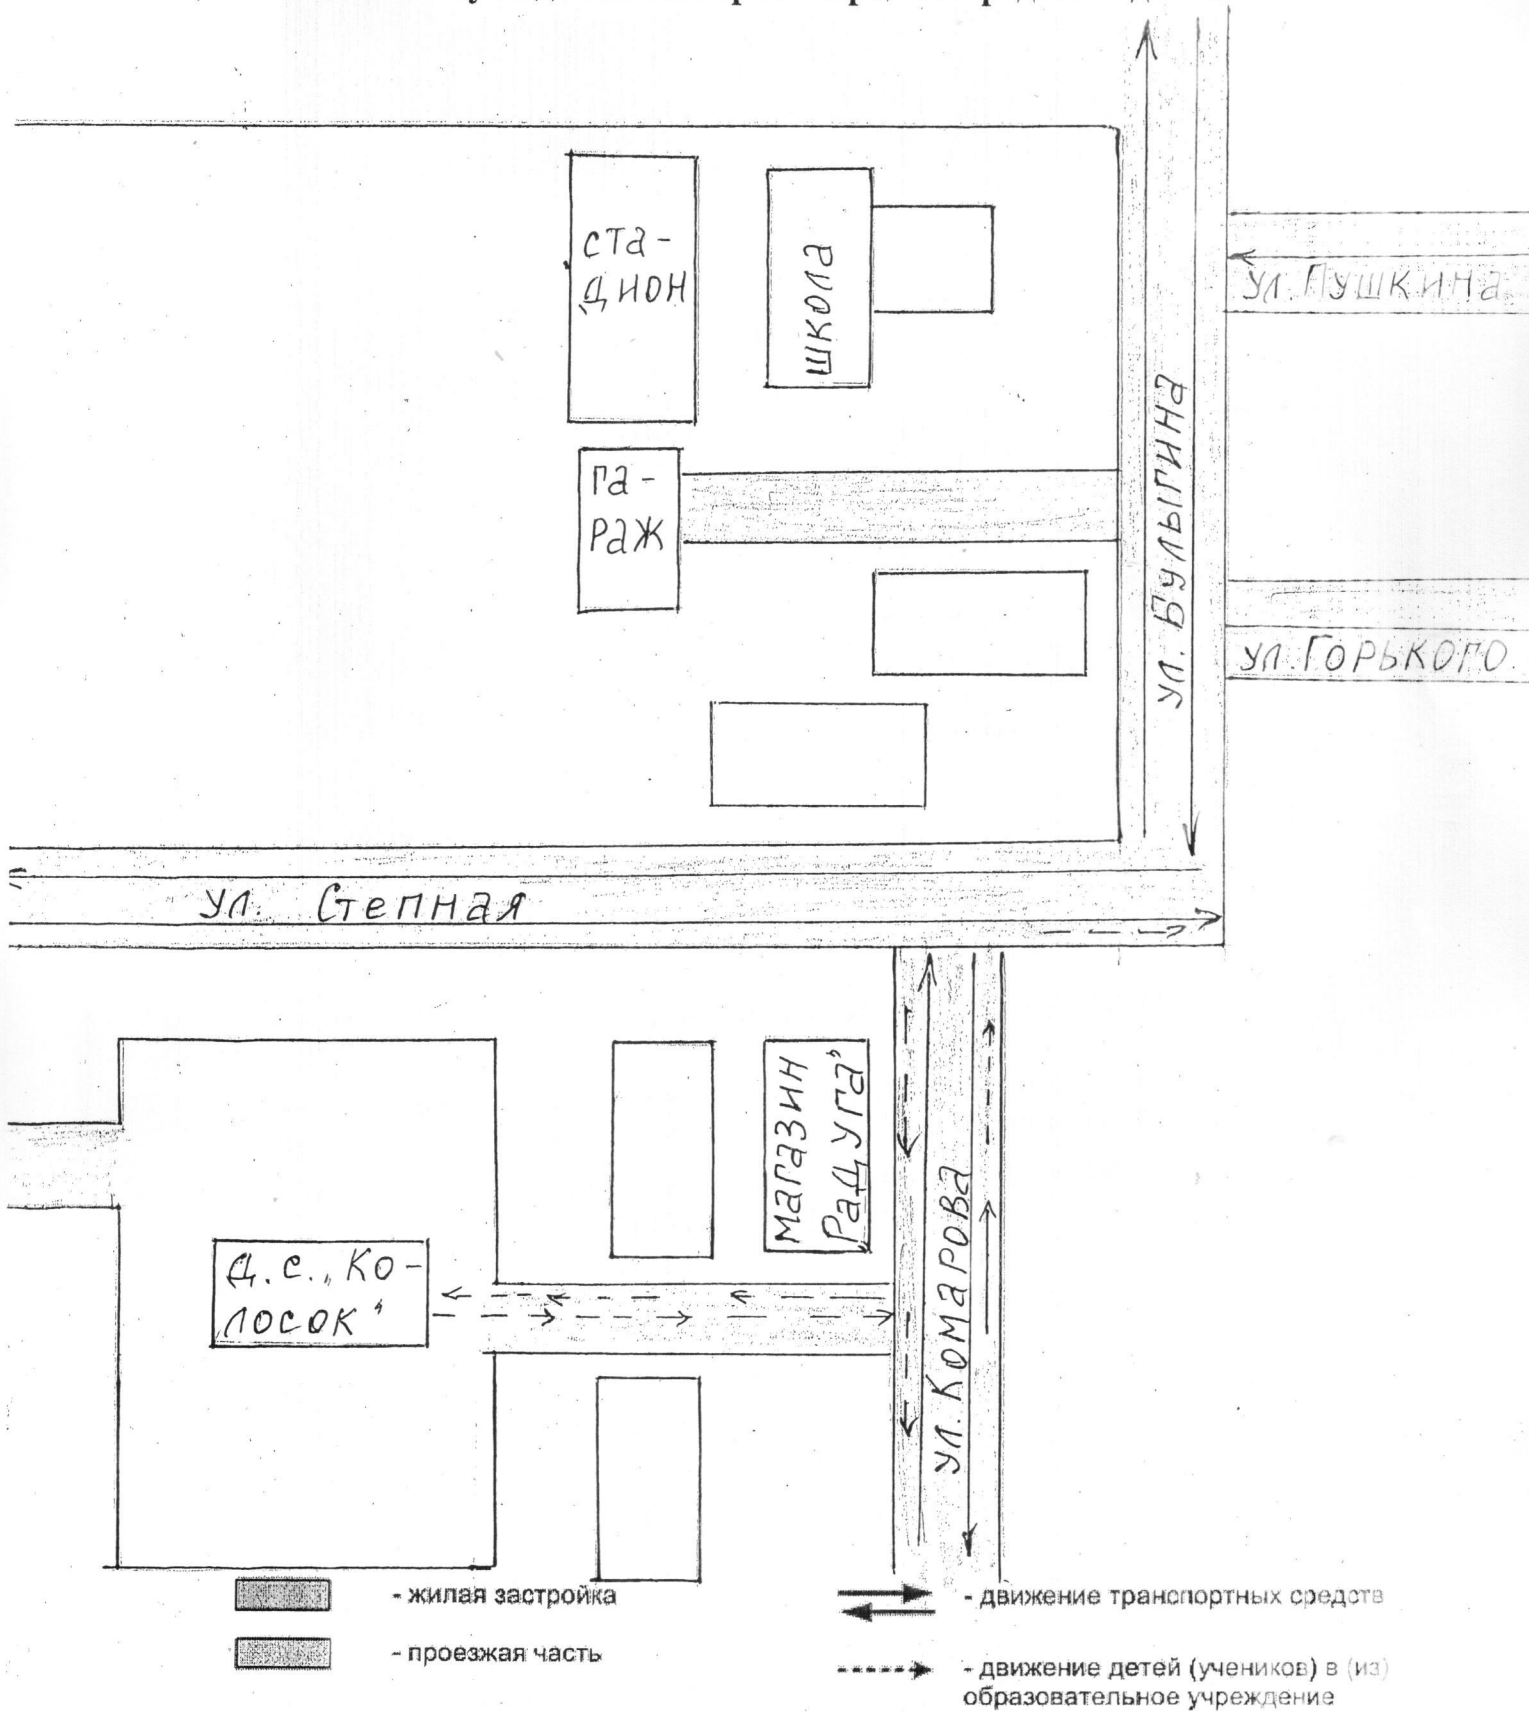 ста-
дион
школа
ул. Пушкина
га-
раж
ул. Булыгина
ул. Горького.
ул. Степная
магазин
„Радуга”
д.с. „Ко-
лосок"
ул. Комарова
- жилая застройка
- проезжая часть
- движение транспортных средств
- движение детей (учеников) в (из)
образовательное учреждение